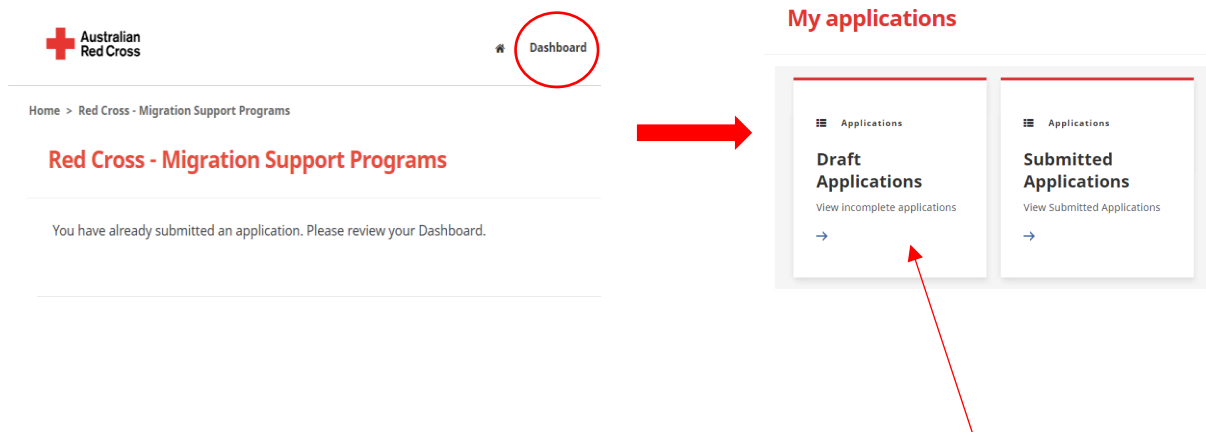 Australian
Red Cross
Dashboard
Home > Red Cross - Migration Support Programs
Red Cross - Migration Support Programs
You have already submitted an application. Please review your Dashboard.
My applications
Applications
Draft
Applications
View incomplete applications
Applications
Submitted
Applications
View Submitted Applications